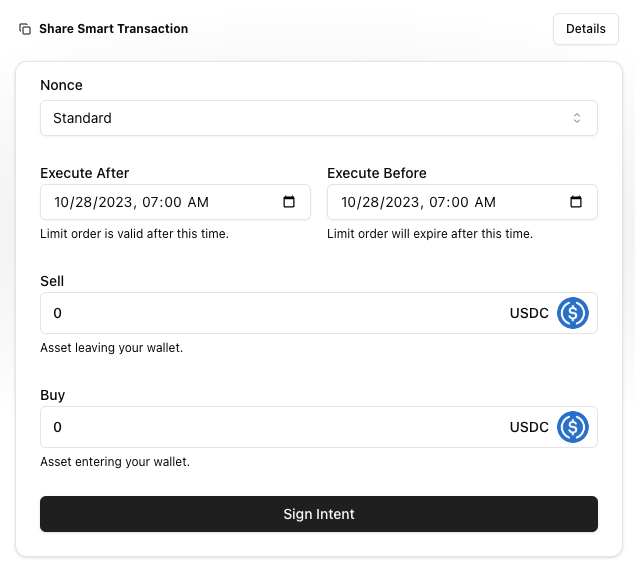 Share Smart Transaction
Details
Nonce
Standard
Execute After
Execute Before
10/28/2023, 07:00 AM
10/28/2023, 07:00 AM
Limit order is valid after this time.
Limit order will expire after this time.
Sell
0
USDC
Asset leaving your wallet.
Buy
0
USDC
Asset entering your wallet.
Sign Intent